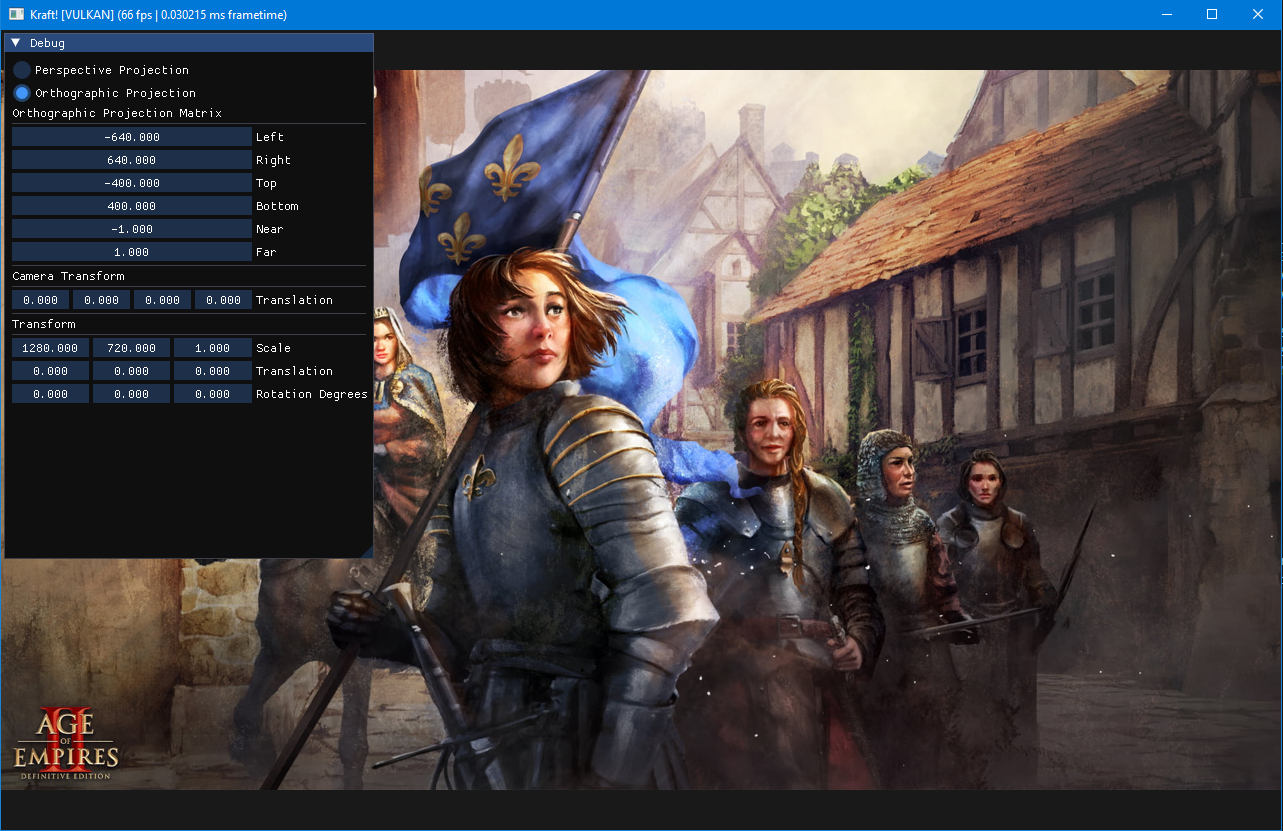 Kraft! [VULKAN] (66 fps | 0.030215 ms frametime)
Debug
Perspective Projection
Orthographic Projection
Orthographic Projection Matrix
-640.000 Left
640.000 Right
-400.000 Top
400.000 Bottom
-1.000 Near
1.000 Far
Camera Transform
0.000 0.000 0.000 0.000 Translation
Transform
1280.000 720.000 1.000 Scale
0.000 0.000 0.000 Translation
0.000 0.000 0.000 Rotation Degrees
II
AGE
OF
EMPIRES
DEFINITIVE EDITION